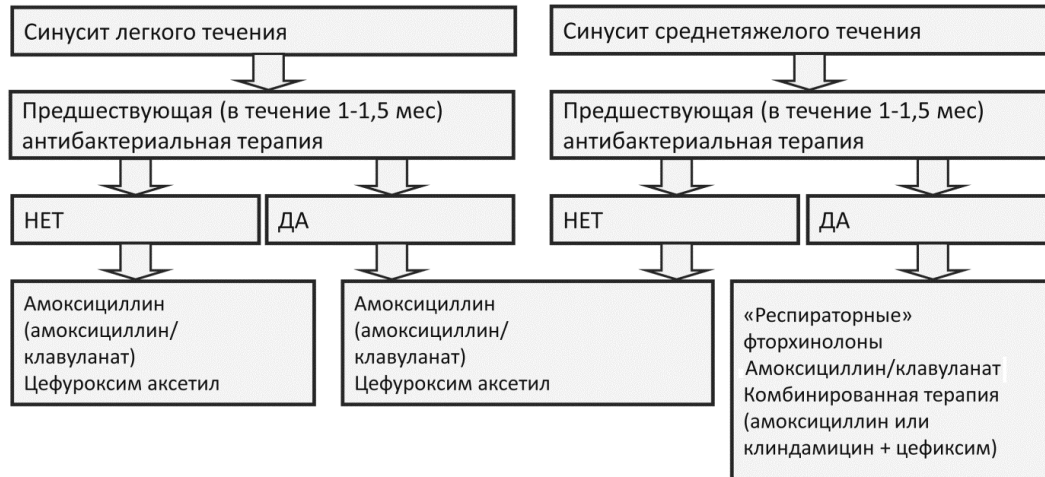 Синусит легкого течения
Синусит среднетяжелого течения
Предшествующая (в течение 1-1,5 мес)
антибактериальная терапия
Предшествующая (в течение 1-1,5 мес)
антибактериальная терапия
НЕТ
ДА
НЕТ
ДА
Амоксициллин
(амоксициллин/
клавуланат)
Цефуроксим аксетил
Амоксициллин
(амоксициллин/
клавуланат)
Цефуроксим аксетил
«Респираторные»
фторхинолоны
Амоксициллин/клавуланат
Комбинированная терапия
(амоксициллин или
клиндамицин + цефиксим)